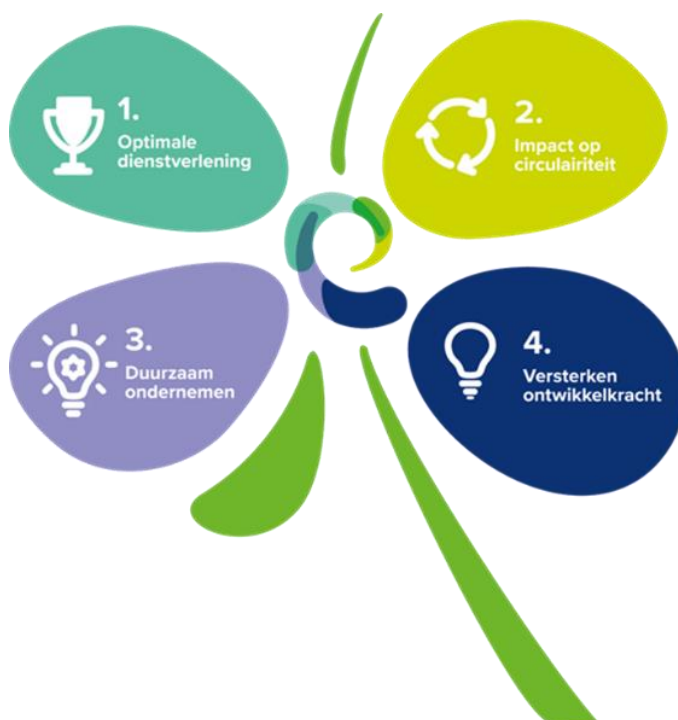 1.
Optimale
dienstverlening
2.
Impact op
circulairiteit
3.
Duurzaam
ondernemen
4.
Versterken
ontwikkelkracht